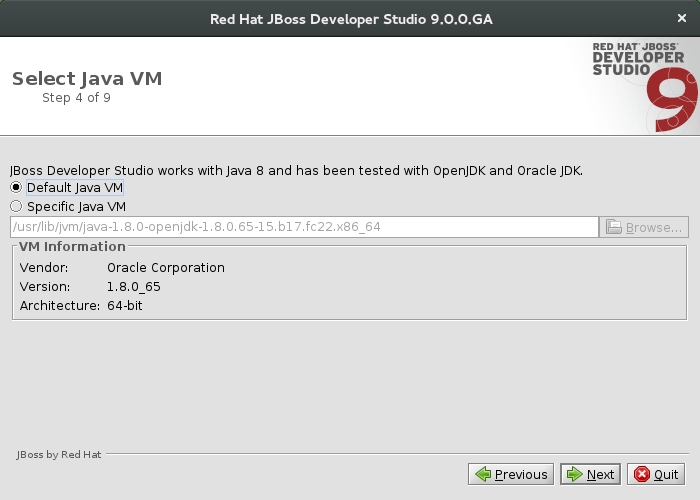 Red Hat JBoss Developer Studio 9.0.0.GA
RED HAT® JBOSS®
DEVELOPER
STUDIO
9
Select Java VM
Step 4 of 9
JBoss Developer Studio works with Java 8 and has been tested with OpenJDK and Oracle JDK.
Default Java VM
Specific Java VM
/usr/lib/jvm/java-1.8.0-openjdk-1.8.0.65-15.b17.fc22.x86_64
Browse...
VM Information
Vendor: Oracle Corporation
Version: 1.8.0_65
Architecture: 64-bit
JBoss by Red Hat
Previous Next Quit